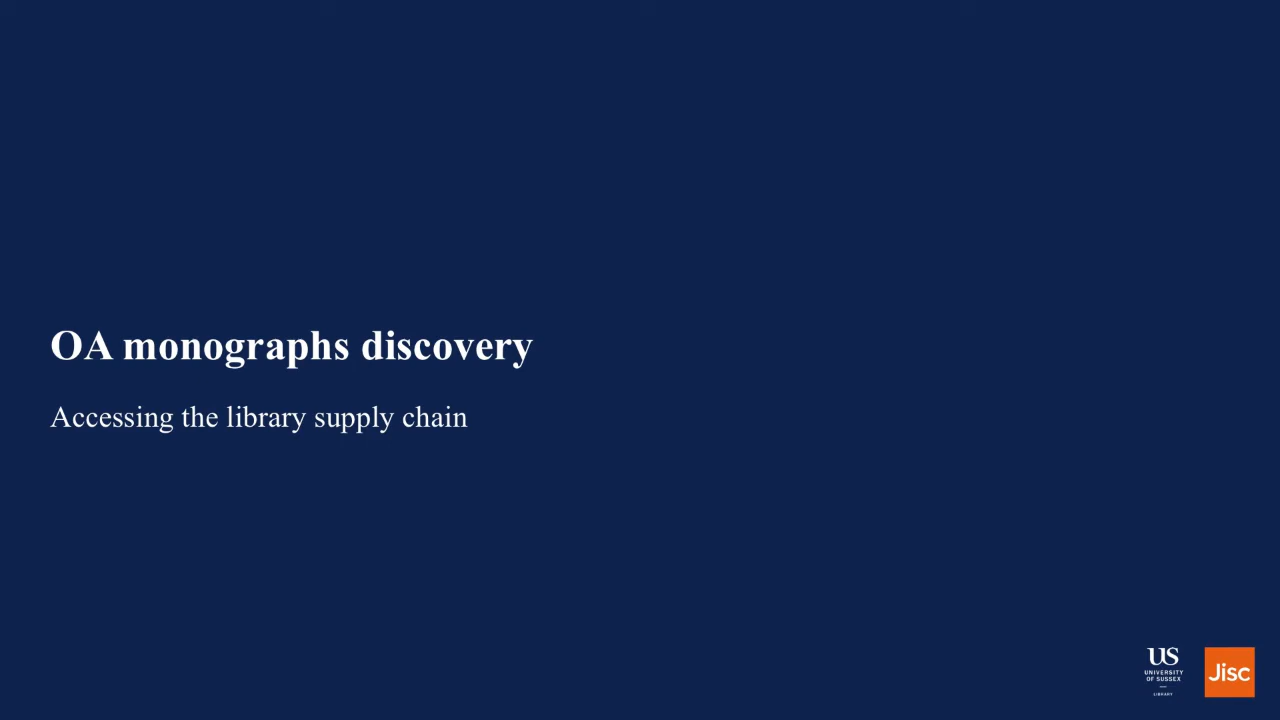 OA monographs discovery
Accessing the library supply chain
US
UNIVERSITY
OF SUSSEX
LIBRARY
Jisc